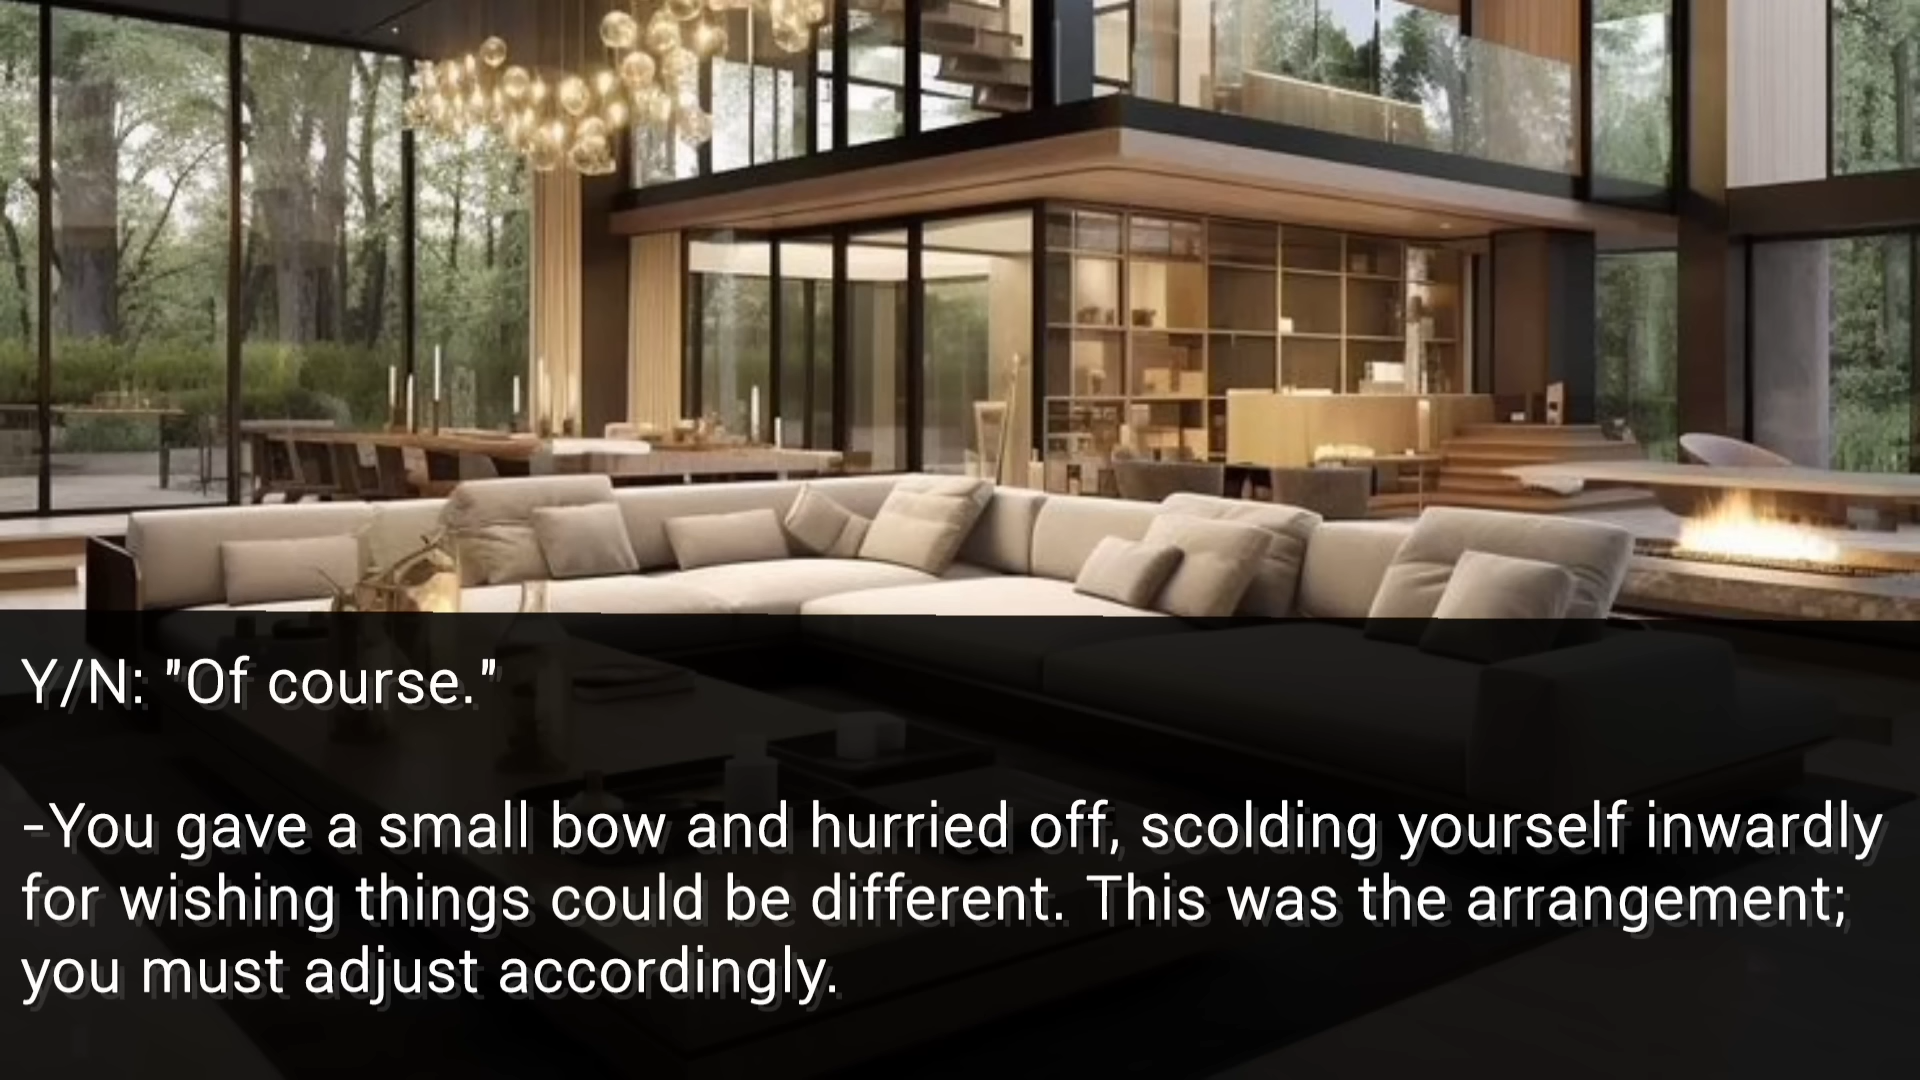 Y/N: "Of course."
-You gave a small bow and hurried off, scolding yourself inwardly
for wishing things could be different. This was the arrangement;
you must adjust accordingly.